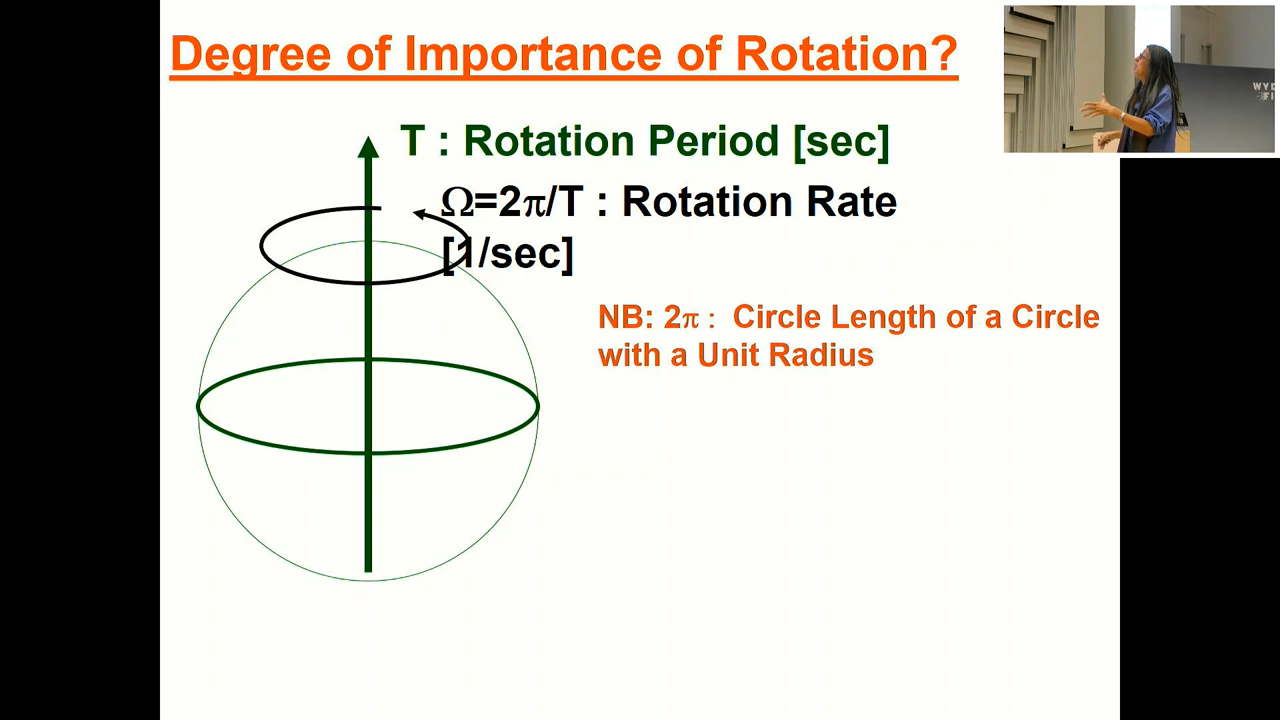 Degree of Importance of Rotation?
T : Rotation Period [sec]
Ω=2π/T : Rotation Rate
[1/sec]
NB: 2π : Circle Length of a Circle
with a Unit Radius